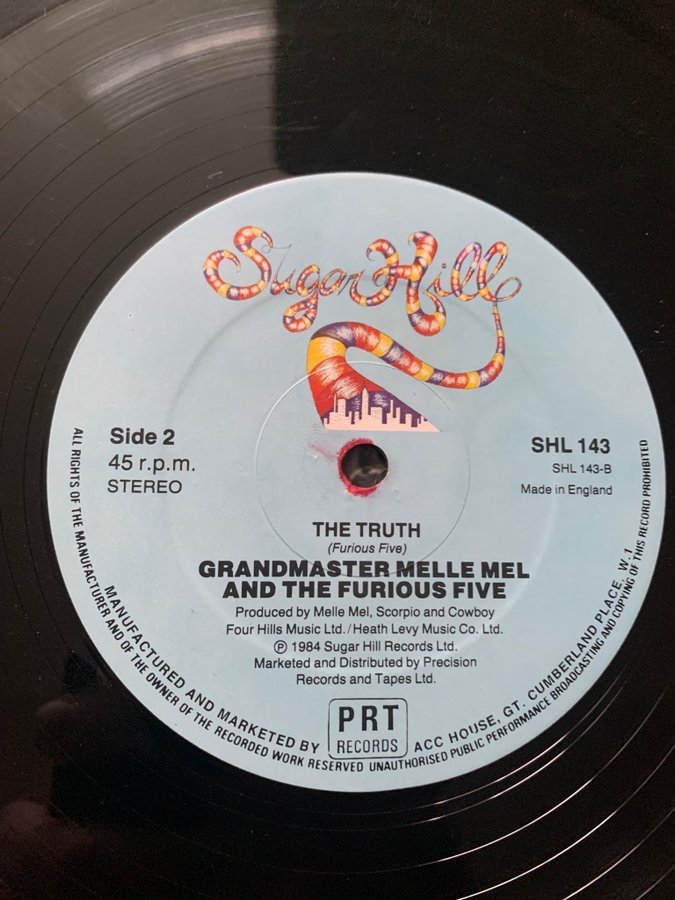 Sugar Hill
Side 2
45 r.p.m.
STEREO
SHL 143
SHL 143-B
Made in England
THE TRUTH
(Furious Five)
GRANDMASTER MELLE MEL
AND THE FURIOUS FIVE
Produced by Melle Mel, Scorpio and Cowboy
Four Hills Music Ltd./Heath Levy Music Co. Ltd.
℗ 1984 Sugar Hill Records Ltd.
Marketed and Distributed by Precision
Records and Tapes Ltd.
PRT
RECORDS
MANUFACTURED AND MARKETED BY ACC HOUSE, GT. CUMBERLAND PLACE, W.1
ALL RIGHTS OF THE MANUFACTURER AND OF THE OWNER OF THE RECORDED WORK RESERVED UNAUTHORISED PUBLIC PERFORMANCE BROADCASTING AND COPYING OF THIS RECORD PROHIBITED